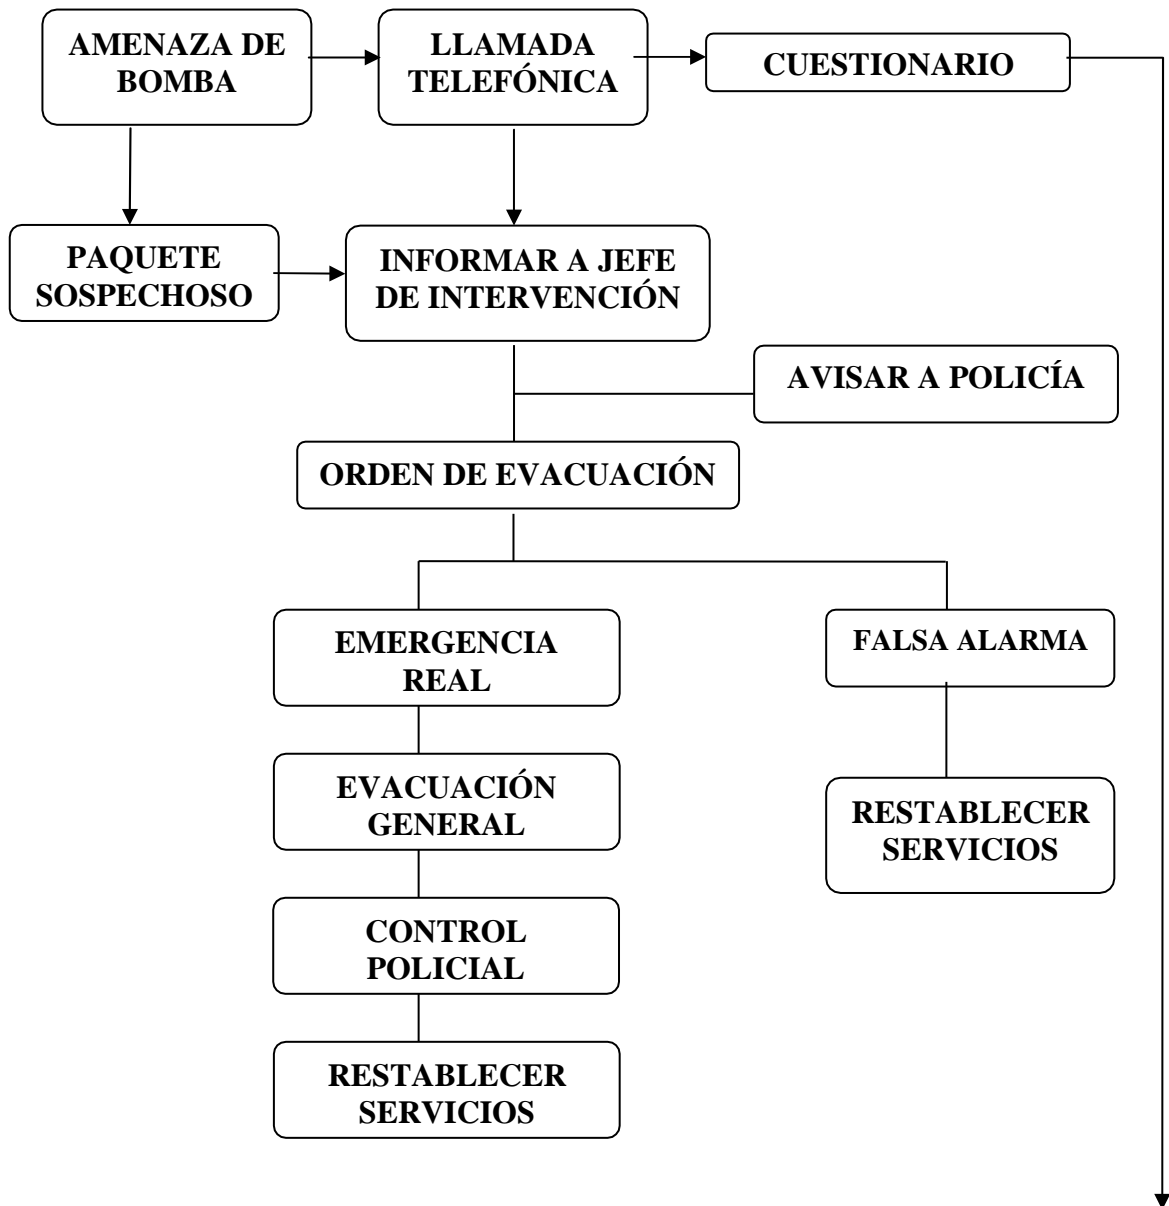 AMENAZA DE
BOMBA
LLAMADA
TELEFÓNICA
CUESTIONARIO
PAQUETE
SOSPECHOSO
INFORMAR A JEFE
DE INTERVENCIÓN
AVISAR A POLICÍA
ORDEN DE EVACUACIÓN
EMERGENCIA
REAL
FALSA ALARMA
EVACUACIÓN
GENERAL
RESTABLECER
SERVICIOS
CONTROL
POLICIAL
RESTABLECER
SERVICIOS